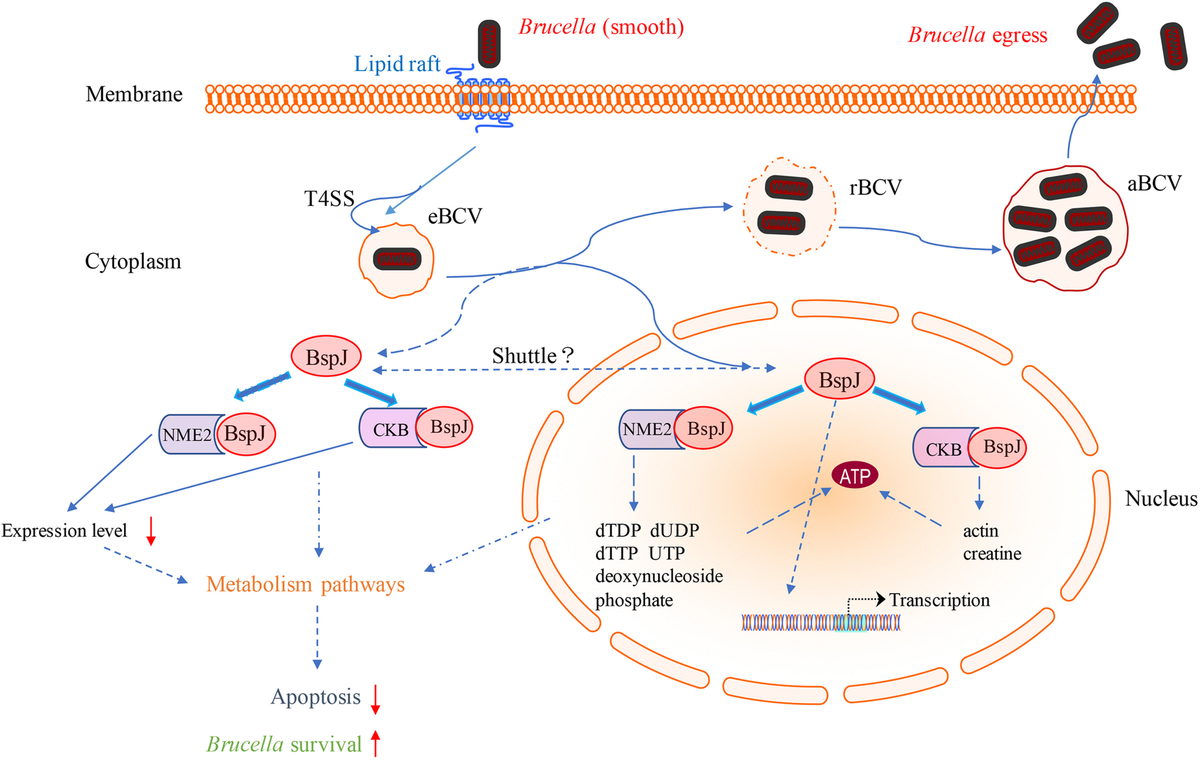 Brucella (smooth)
Brucella egress
Lipid raft
Membrane
T4SS
eBCV
rBCV
aBCV
Cytoplasm
BspJ
Shuttle ?
BspJ
NME2 BspJ
CKB BspJ
NME2 BspJ
CKB BspJ
ATP
Nucleus
Expression level
dTDP dUDP
dTTP UTP
deoxynucleoside
phosphate
actin
creatine
Metabolism pathways
Transcription
Apoptosis
Brucella survival